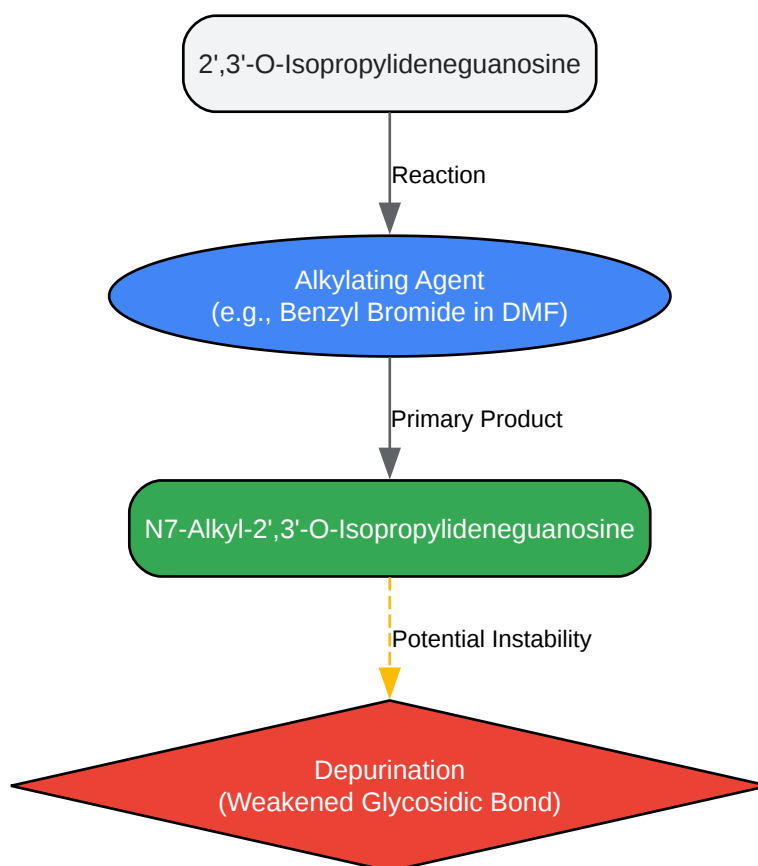 2',3'-O-Isopropylideneguanosine
Reaction
Alkylating Agent
(e.g., Benzyl Bromide in DMF)
Primary Product
N7-Alkyl-2',3'-O-Isopropylideneguanosine
Potential Instability
Depurination
(Weakened Glycosidic Bond)